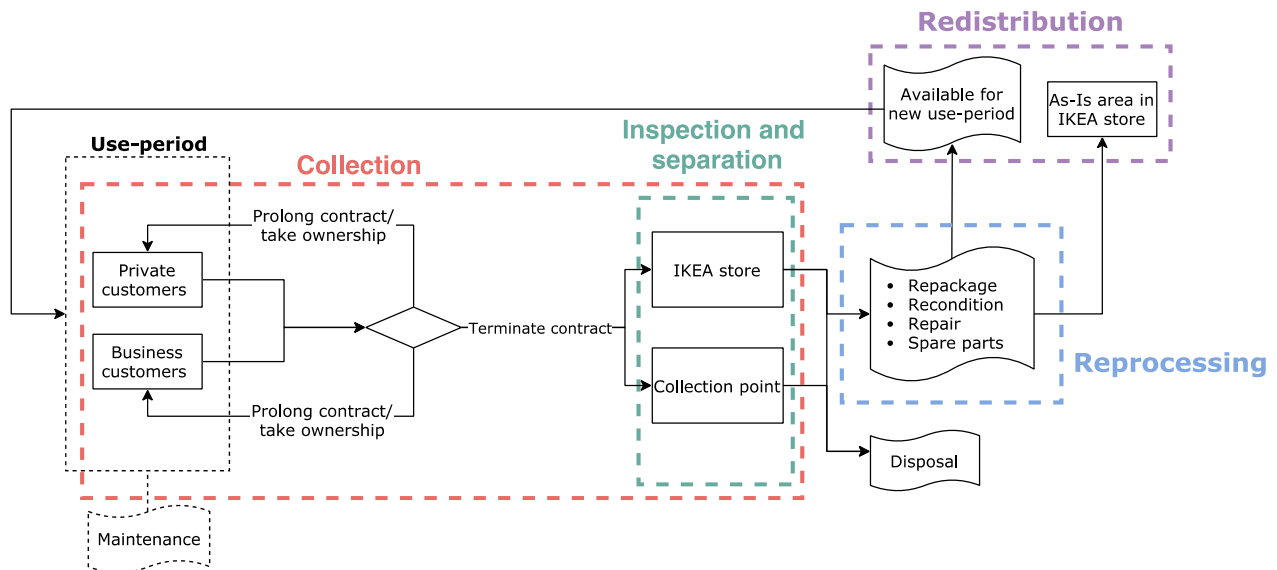 Redistribution
Available for
new use-period
As-Is area in
IKEA store
Inspection and
separation
Use-period
Collection
Prolong contract/
take ownership
Private
customers
IKEA store
• Repackage
• Recondition
• Repair
• Spare parts
Terminate contract
Business
customers
Reprocessing
Collection point
Prolong contract/
take ownership
Disposal
Maintenance